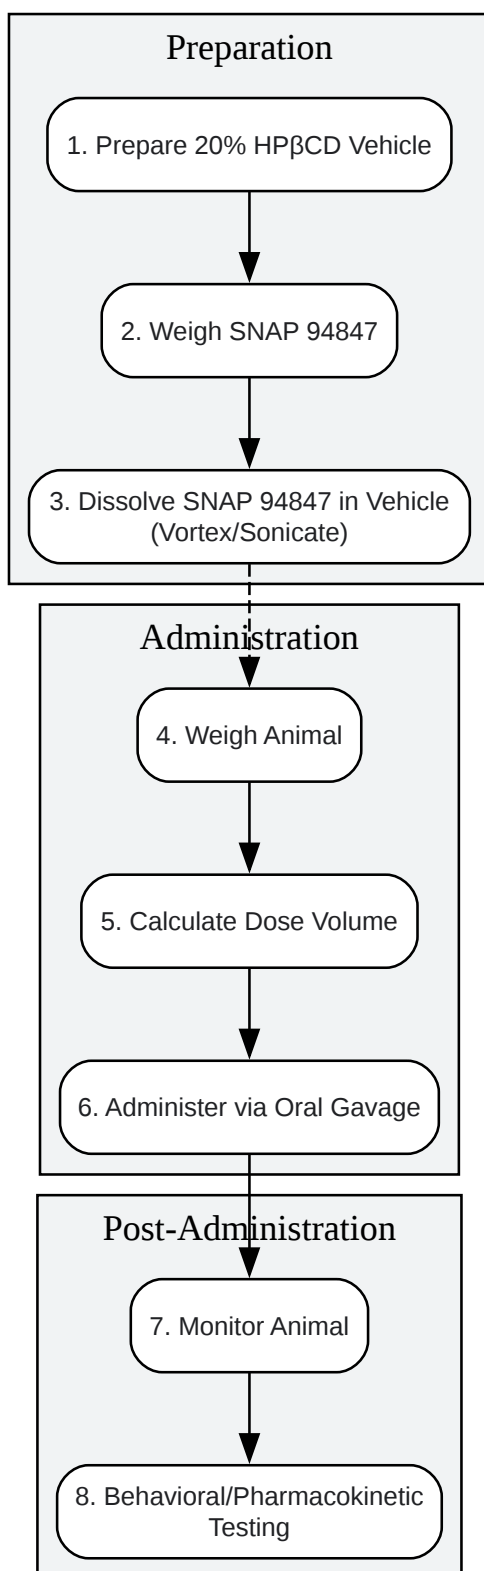 Preparation
1. Prepare 20% HPβCD Vehicle
2. Weigh SNAP 94847
3. Dissolve SNAP 94847 in Vehicle
(Vortex/Sonicate)
Administration
4. Weigh Animal
5. Calculate Dose Volume
6. Administer via Oral Gavage
Post-Administration
7. Monitor Animal
8. Behavioral/Pharmacokinetic
Testing